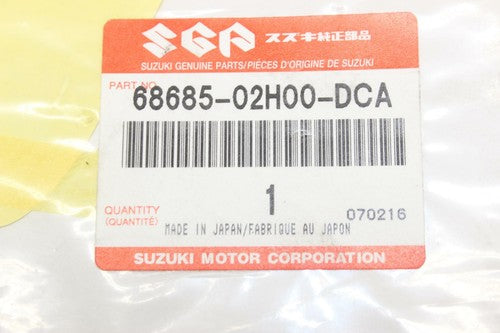 SGP スズキ純正部品
SUZUKI GENUINE PARTS/PIÈCES D'ORIGINE DE SUZUKI
PART NO.
68685-02H00-DCA
QUANTITY 1 070216
(QUANTITÉ)
MADE IN JAPAN/FABRIQUE AU JAPON
SUZUKI MOTOR CORPORATION